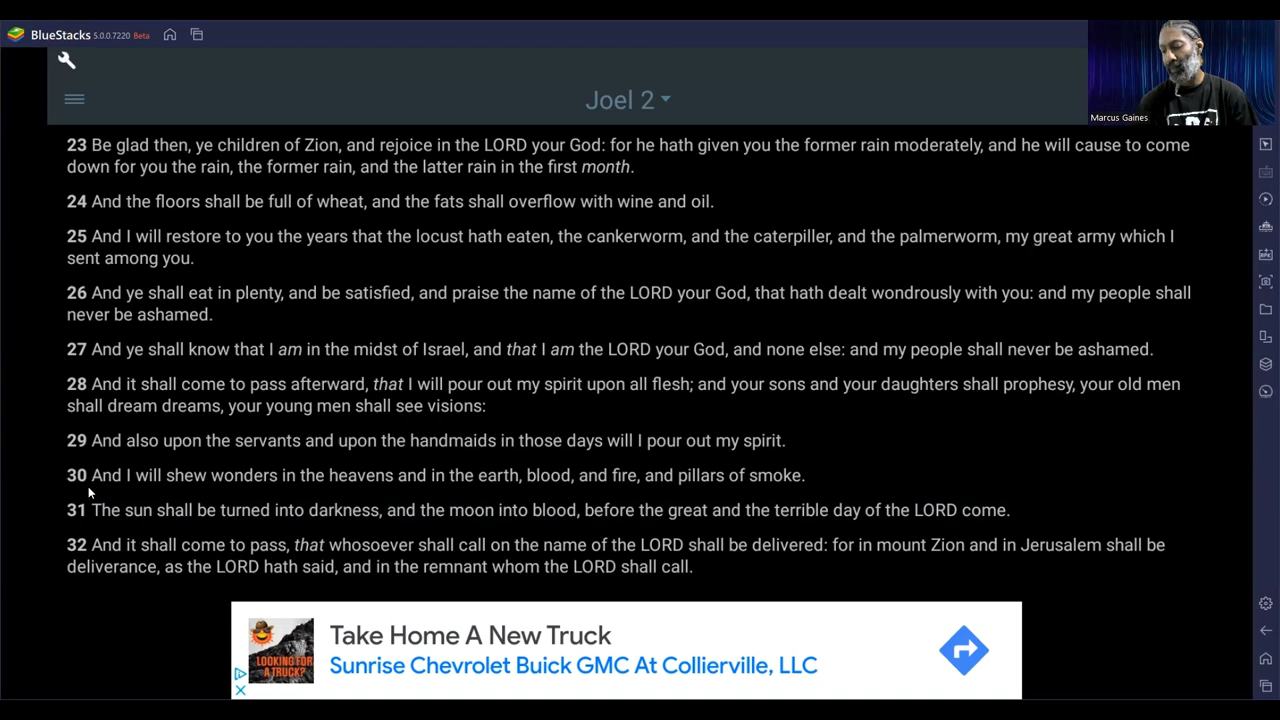 BlueStacks 5.0.0.7220 Beta
Joel 2
Marcus Gaines
23 Be glad then, ye children of Zion, and rejoice in the LORD your God: for he hath given you the former rain moderately, and he will cause to come
down for you the rain, the former rain, and the latter rain in the first month.
24 And the floors shall be full of wheat, and the fats shall overflow with wine and oil.
25 And I will restore to you the years that the locust hath eaten, the cankerworm, and the caterpiller, and the palmerworm, my great army which I
sent among you.
26 And ye shall eat in plenty, and be satisfied, and praise the name of the LORD your God, that hath dealt wondrously with you: and my people shall
never be ashamed.
27 And ye shall know that I am in the midst of Israel, and that I am the LORD your God, and none else: and my people shall never be ashamed.
28 And it shall come to pass afterward, that I will pour out my spirit upon all flesh; and your sons and your daughters shall prophesy, your old men
shall dream dreams, your young men shall see visions:
29 And also upon the servants and upon the handmaids in those days will I pour out my spirit.
30 And I will shew wonders in the heavens and in the earth, blood, and fire, and pillars of smoke.
31 The sun shall be turned into darkness, and the moon into blood, before the great and the terrible day of the LORD come.
32 And it shall come to pass, that whosoever shall call on the name of the LORD shall be delivered: for in mount Zion and in Jerusalem shall be
deliverance, as the LORD hath said, and in the remnant whom the LORD shall call.
LOOKING FOR
A TRUCK?
Take Home A New Truck
Sunrise Chevrolet Buick GMC At Collierville, LLC